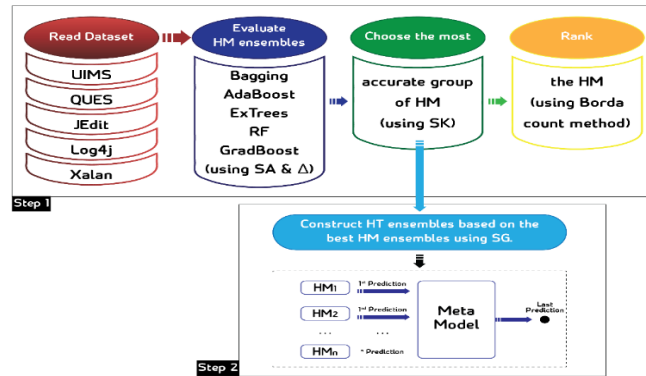 Read Dataset
UIMS
QUES
JEdit
Log4j
Xalan
Evaluate
HM ensembles
Bagging
AdaBoost
ExTrees
RF
GradBoost
(using SA & Δ)
Choose the most
accurate group
of HM
(using SK)
Rank
the HM
(using Borda
count method)
Step 1
Construct HT ensembles based on the
best HM ensembles using SG.
HM1
1st Prediction
HM2
1st Prediction
... ...
HMn
* Prediction
Meta
Model
Last
Prediction
Step 2